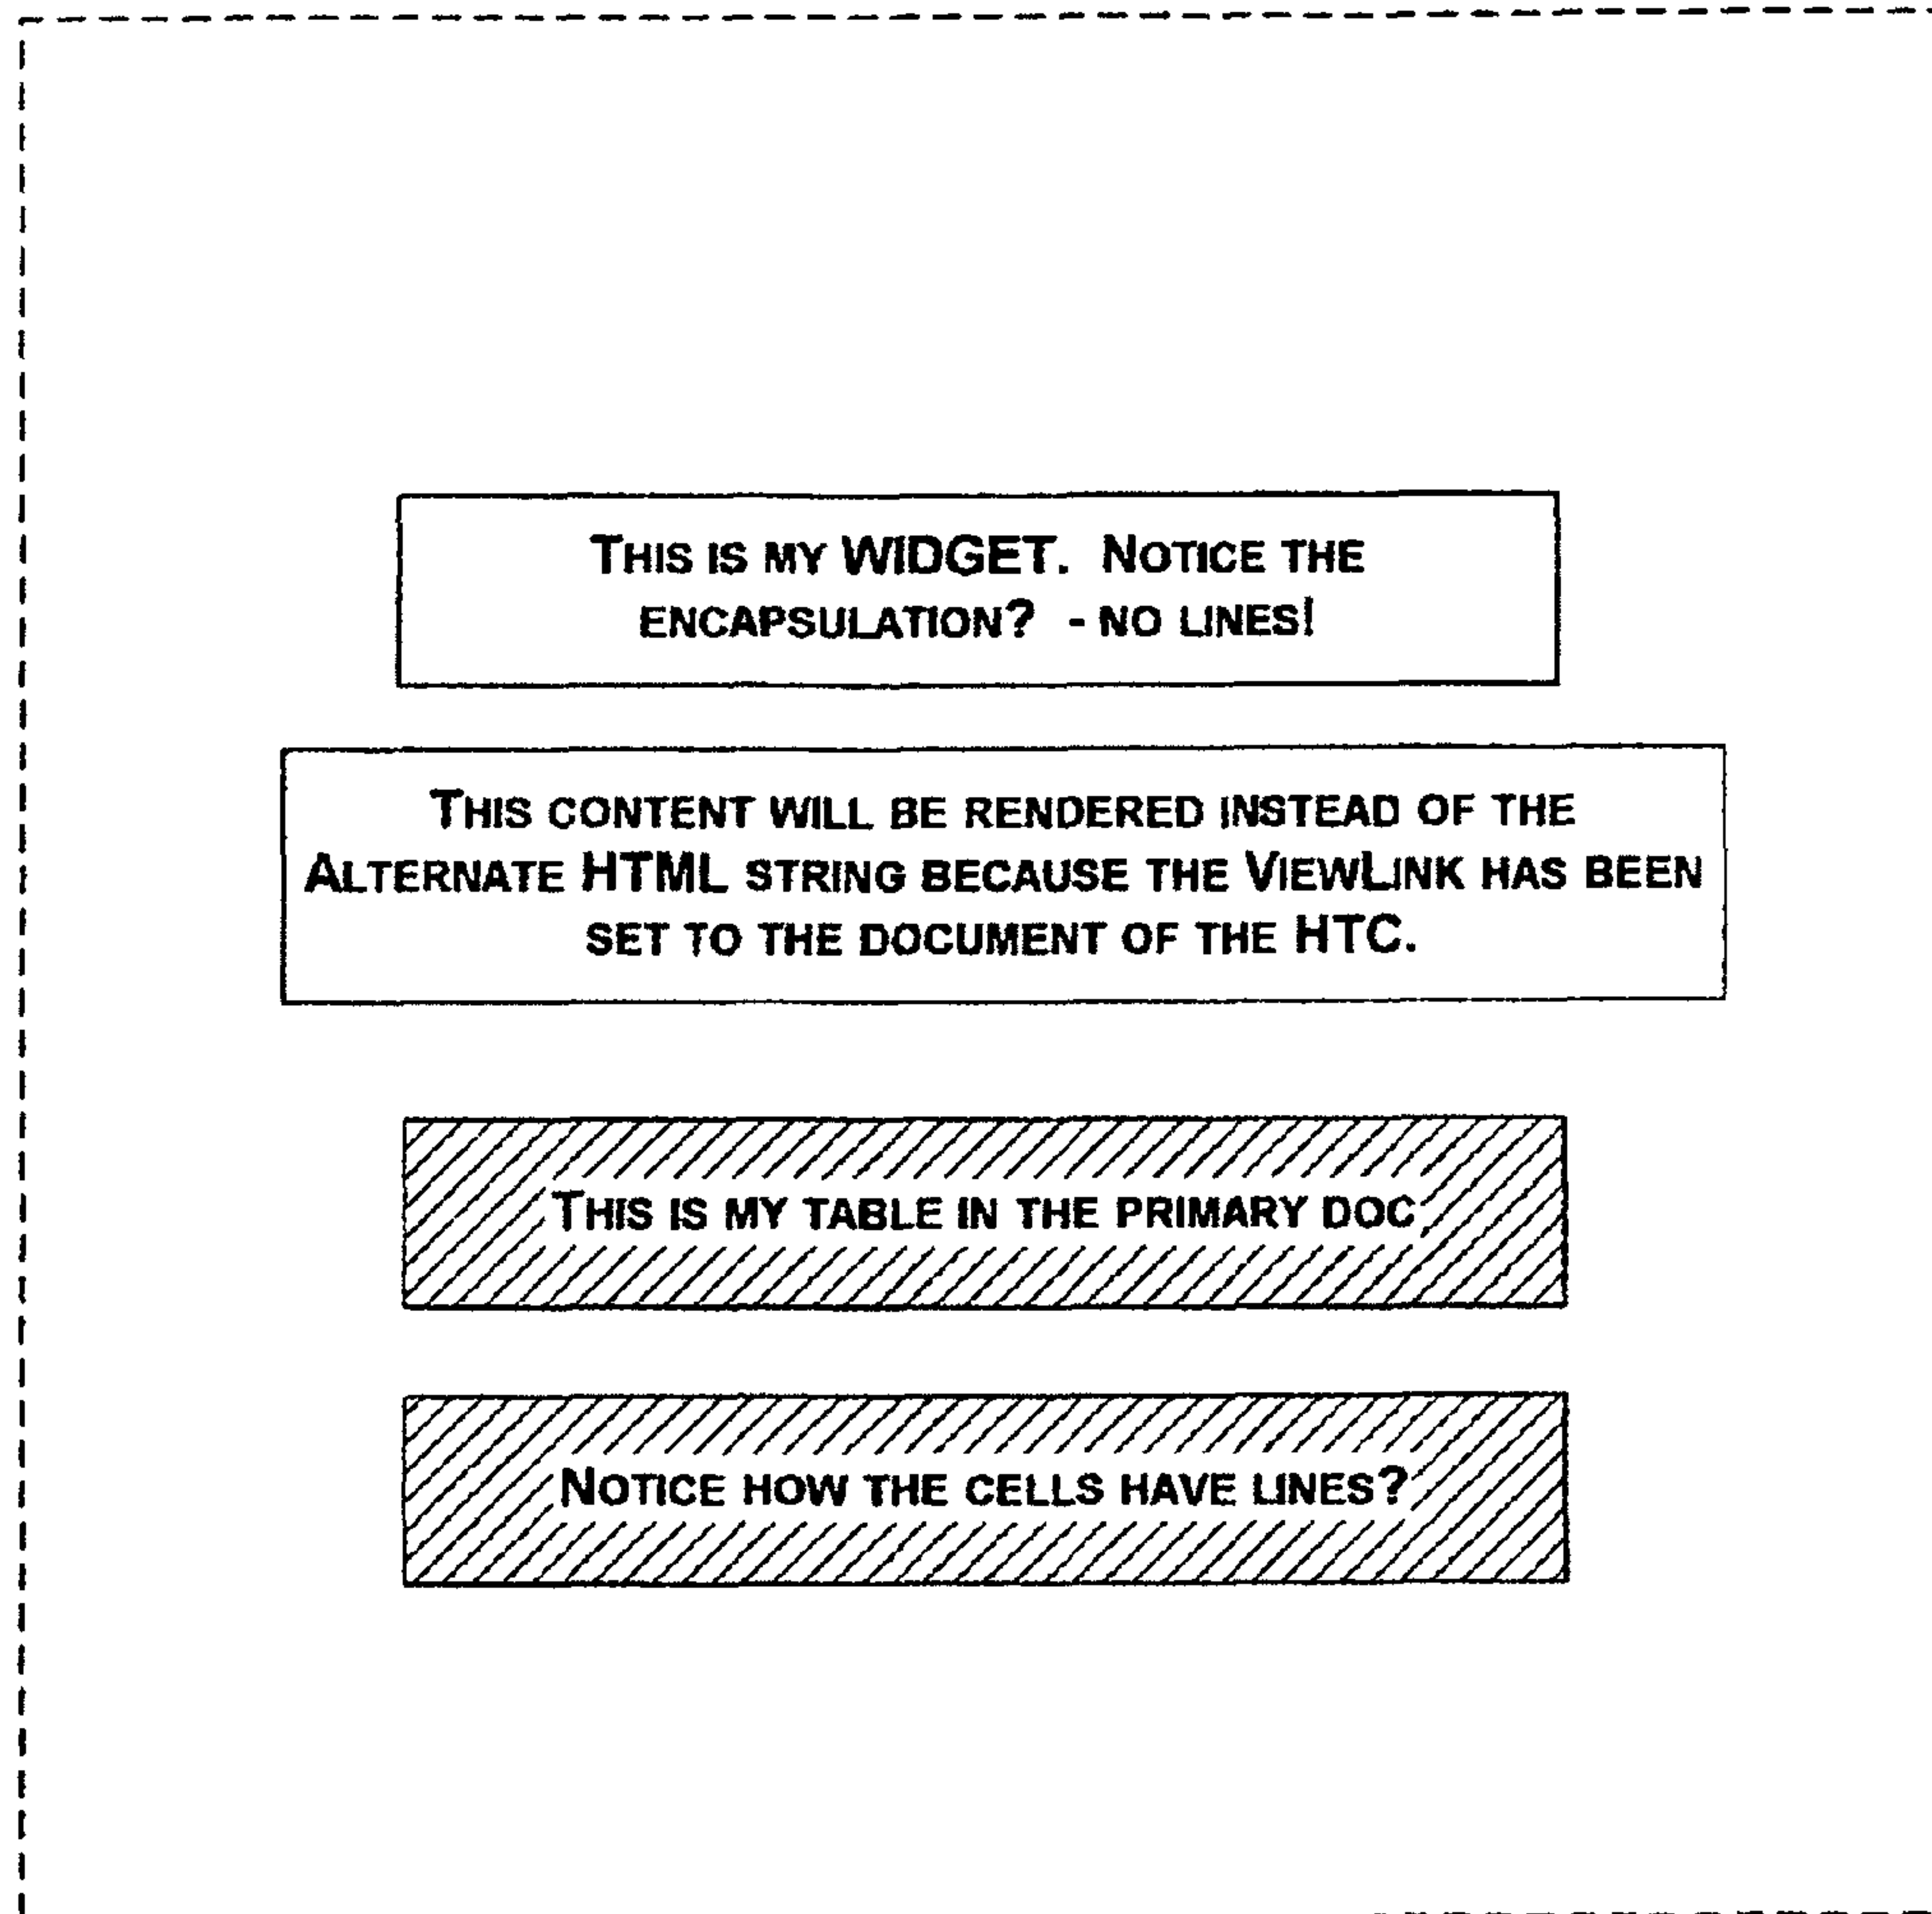 THIS IS MY WIDGET. NOTICE THE
ENCAPSULATION? - NO LINES!
THIS CONTENT WILL BE RENDERED INSTEAD OF THE
ALTERNATE HTML STRING BECAUSE THE VIEWLINK HAS BEEN
SET TO THE DOCUMENT OF THE HTC.
THIS IS MY TABLE IN THE PRIMARY DOC
NOTICE HOW THE CELLS HAVE LINES?